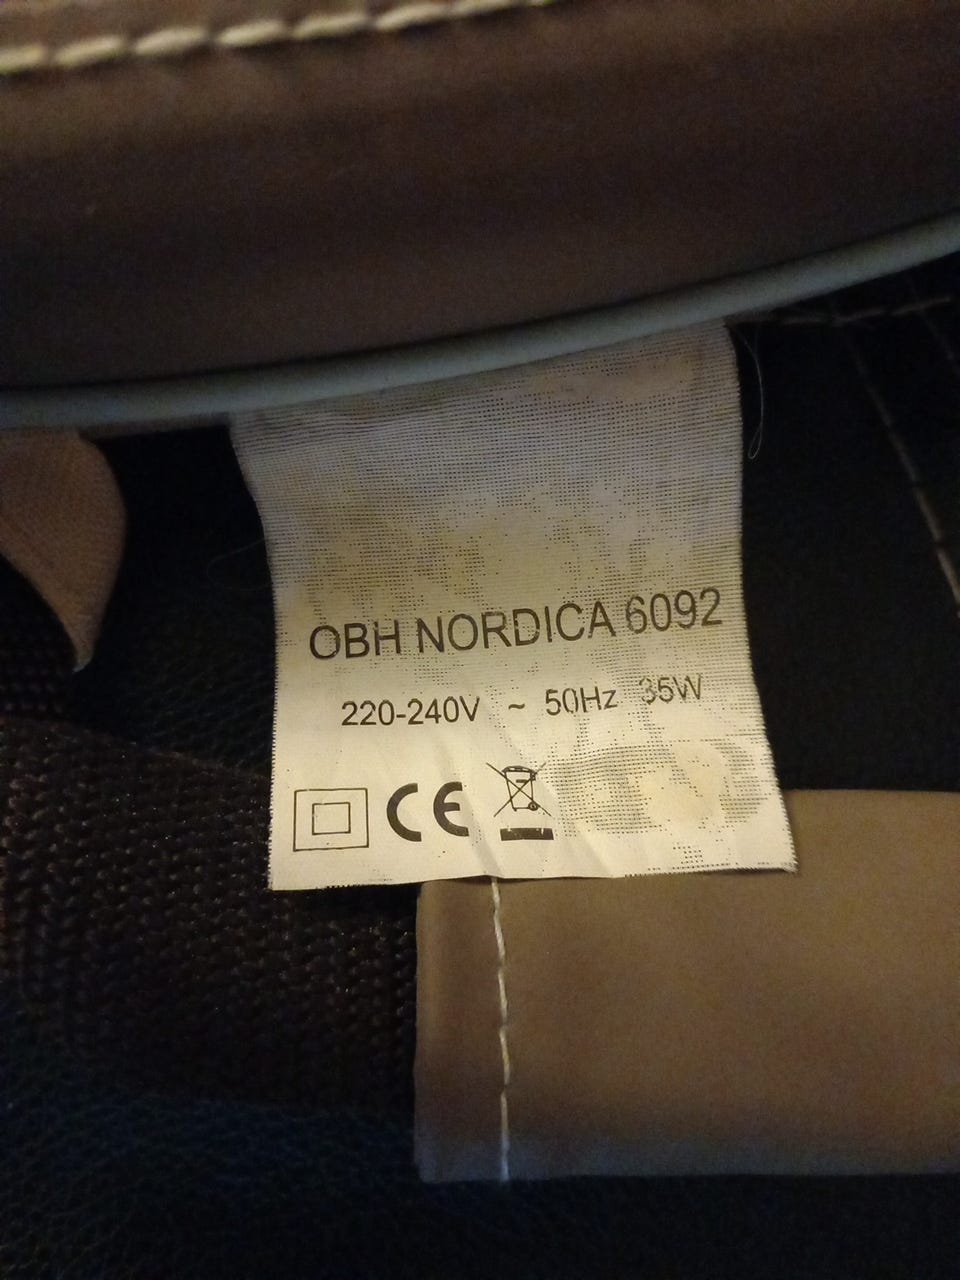 OBH NORDICA 6092
220-240V ~ 50Hz 35W
CE